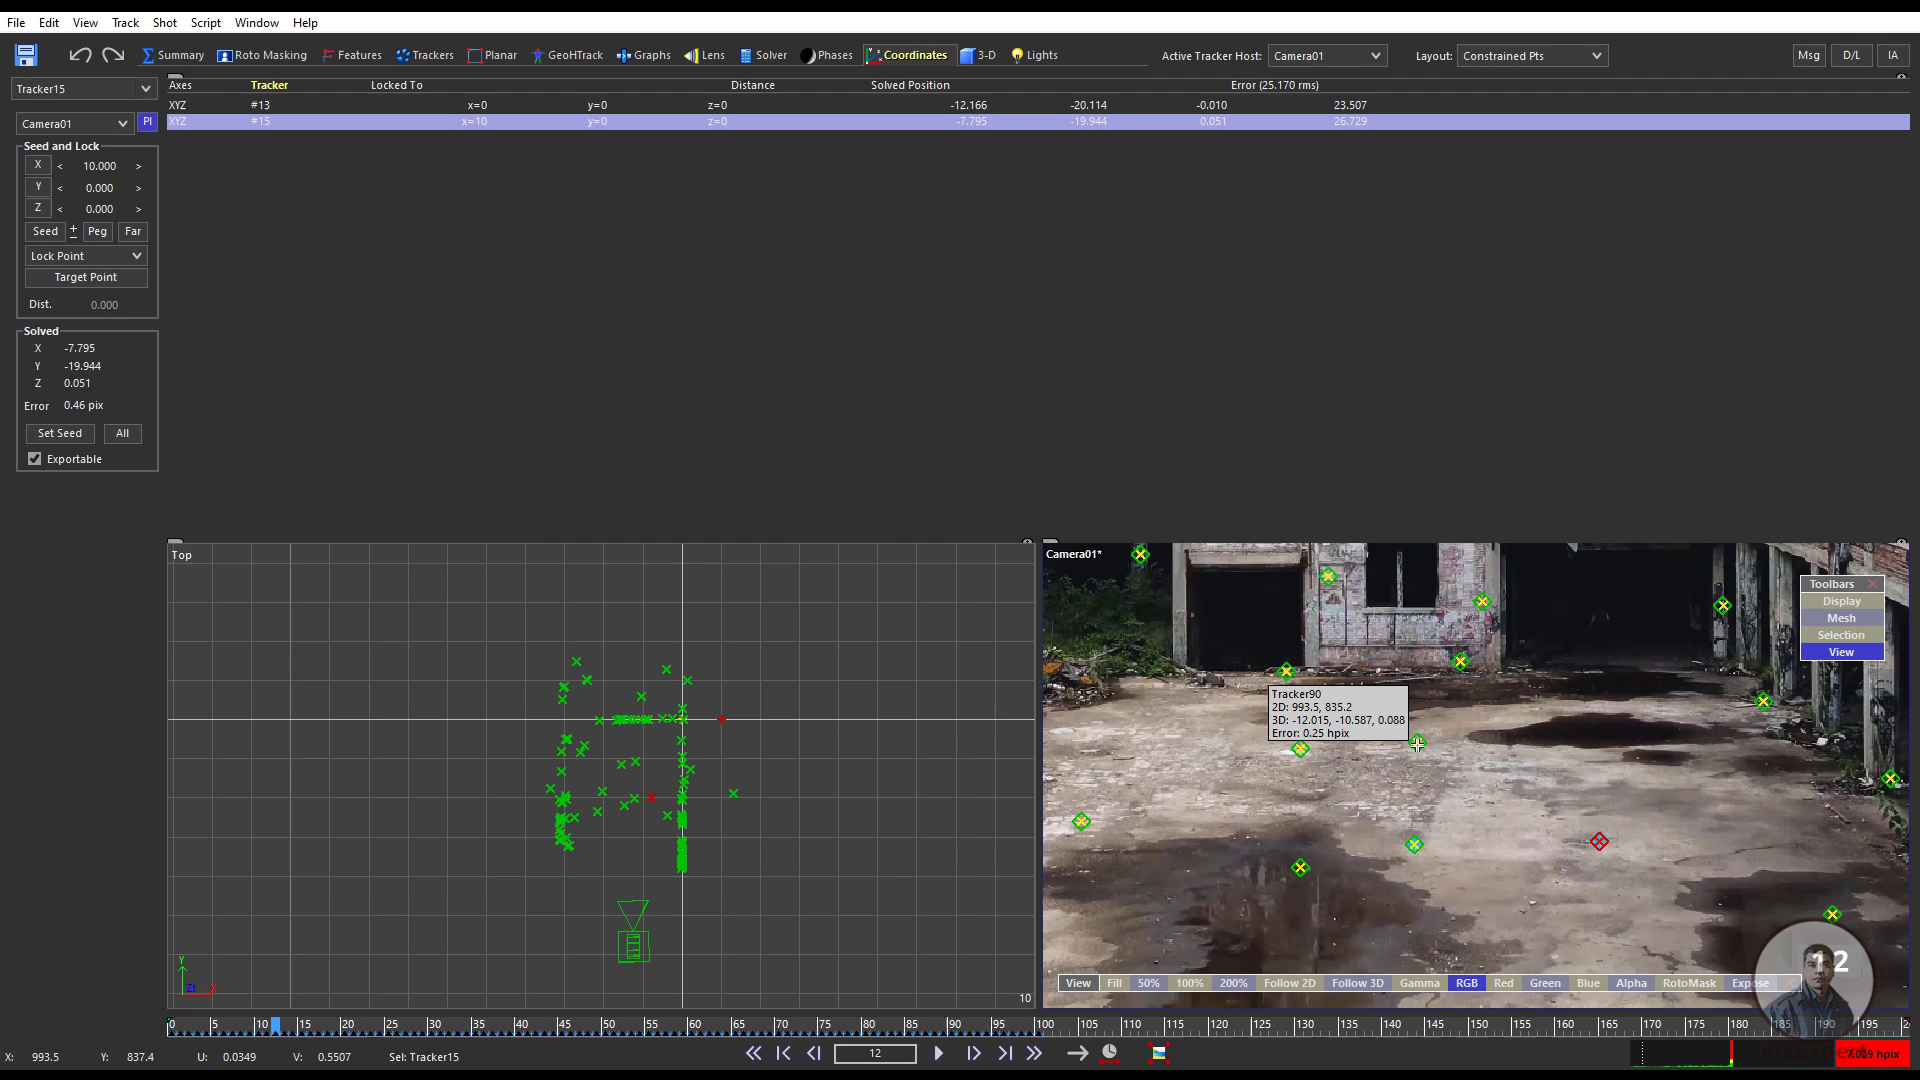 File Edit View Track Shot Script Window Help
Summary Roto Masking Features Trackers Planar GeoHTrack Graphs Lens Solver Phases Coordinates 3-D Lights Active Tracker Host: Camera01 Layout: Constrained Pts Msg D/L IA
Tracker15
Axes Tracker Locked To Distance Solved Position Error (25.170 rms)
XYZ #13 x=0 y=0 z=0 -12.166 -20.114 -0.010 23.507
XYZ #15 x=10 y=0 z=0 -7.795 -19.944 0.051 26.729
Camera01 PI
Seed and Lock
X < 10.000 >
Y < 0.000 >
Z < 0.000 >
Seed + Peg Far
Lock Point
Target Point
Dist. 0.000
Solved
X -7.795
Y -19.944
Z 0.051
Error 0.46 pix
Set Seed All
Exportable
Top
Y
Zt X
10
Camera01*
Toolbars
Display
Mesh
Selection
View
Tracker90
2D: 993.5, 835.2
3D: -12.015, -10.587, 0.088
Error: 0.25 hpix
12
View Fill 50% 100% 200% Follow 2D Follow 3D Gamma RGB Red Green Blue Alpha RotoMask Expose
0 5 10 15 20 25 30 35 40 45 50 55 60 65 70 75 80 85 90 95 100 105 110 115 120 125 130 135 140 145 150 155 160 165 170 175 180 185 190 195
X: 993.5 Y: 837.4 U: 0.0349 V: 0.5507 Sel: Tracker15
12
hpix